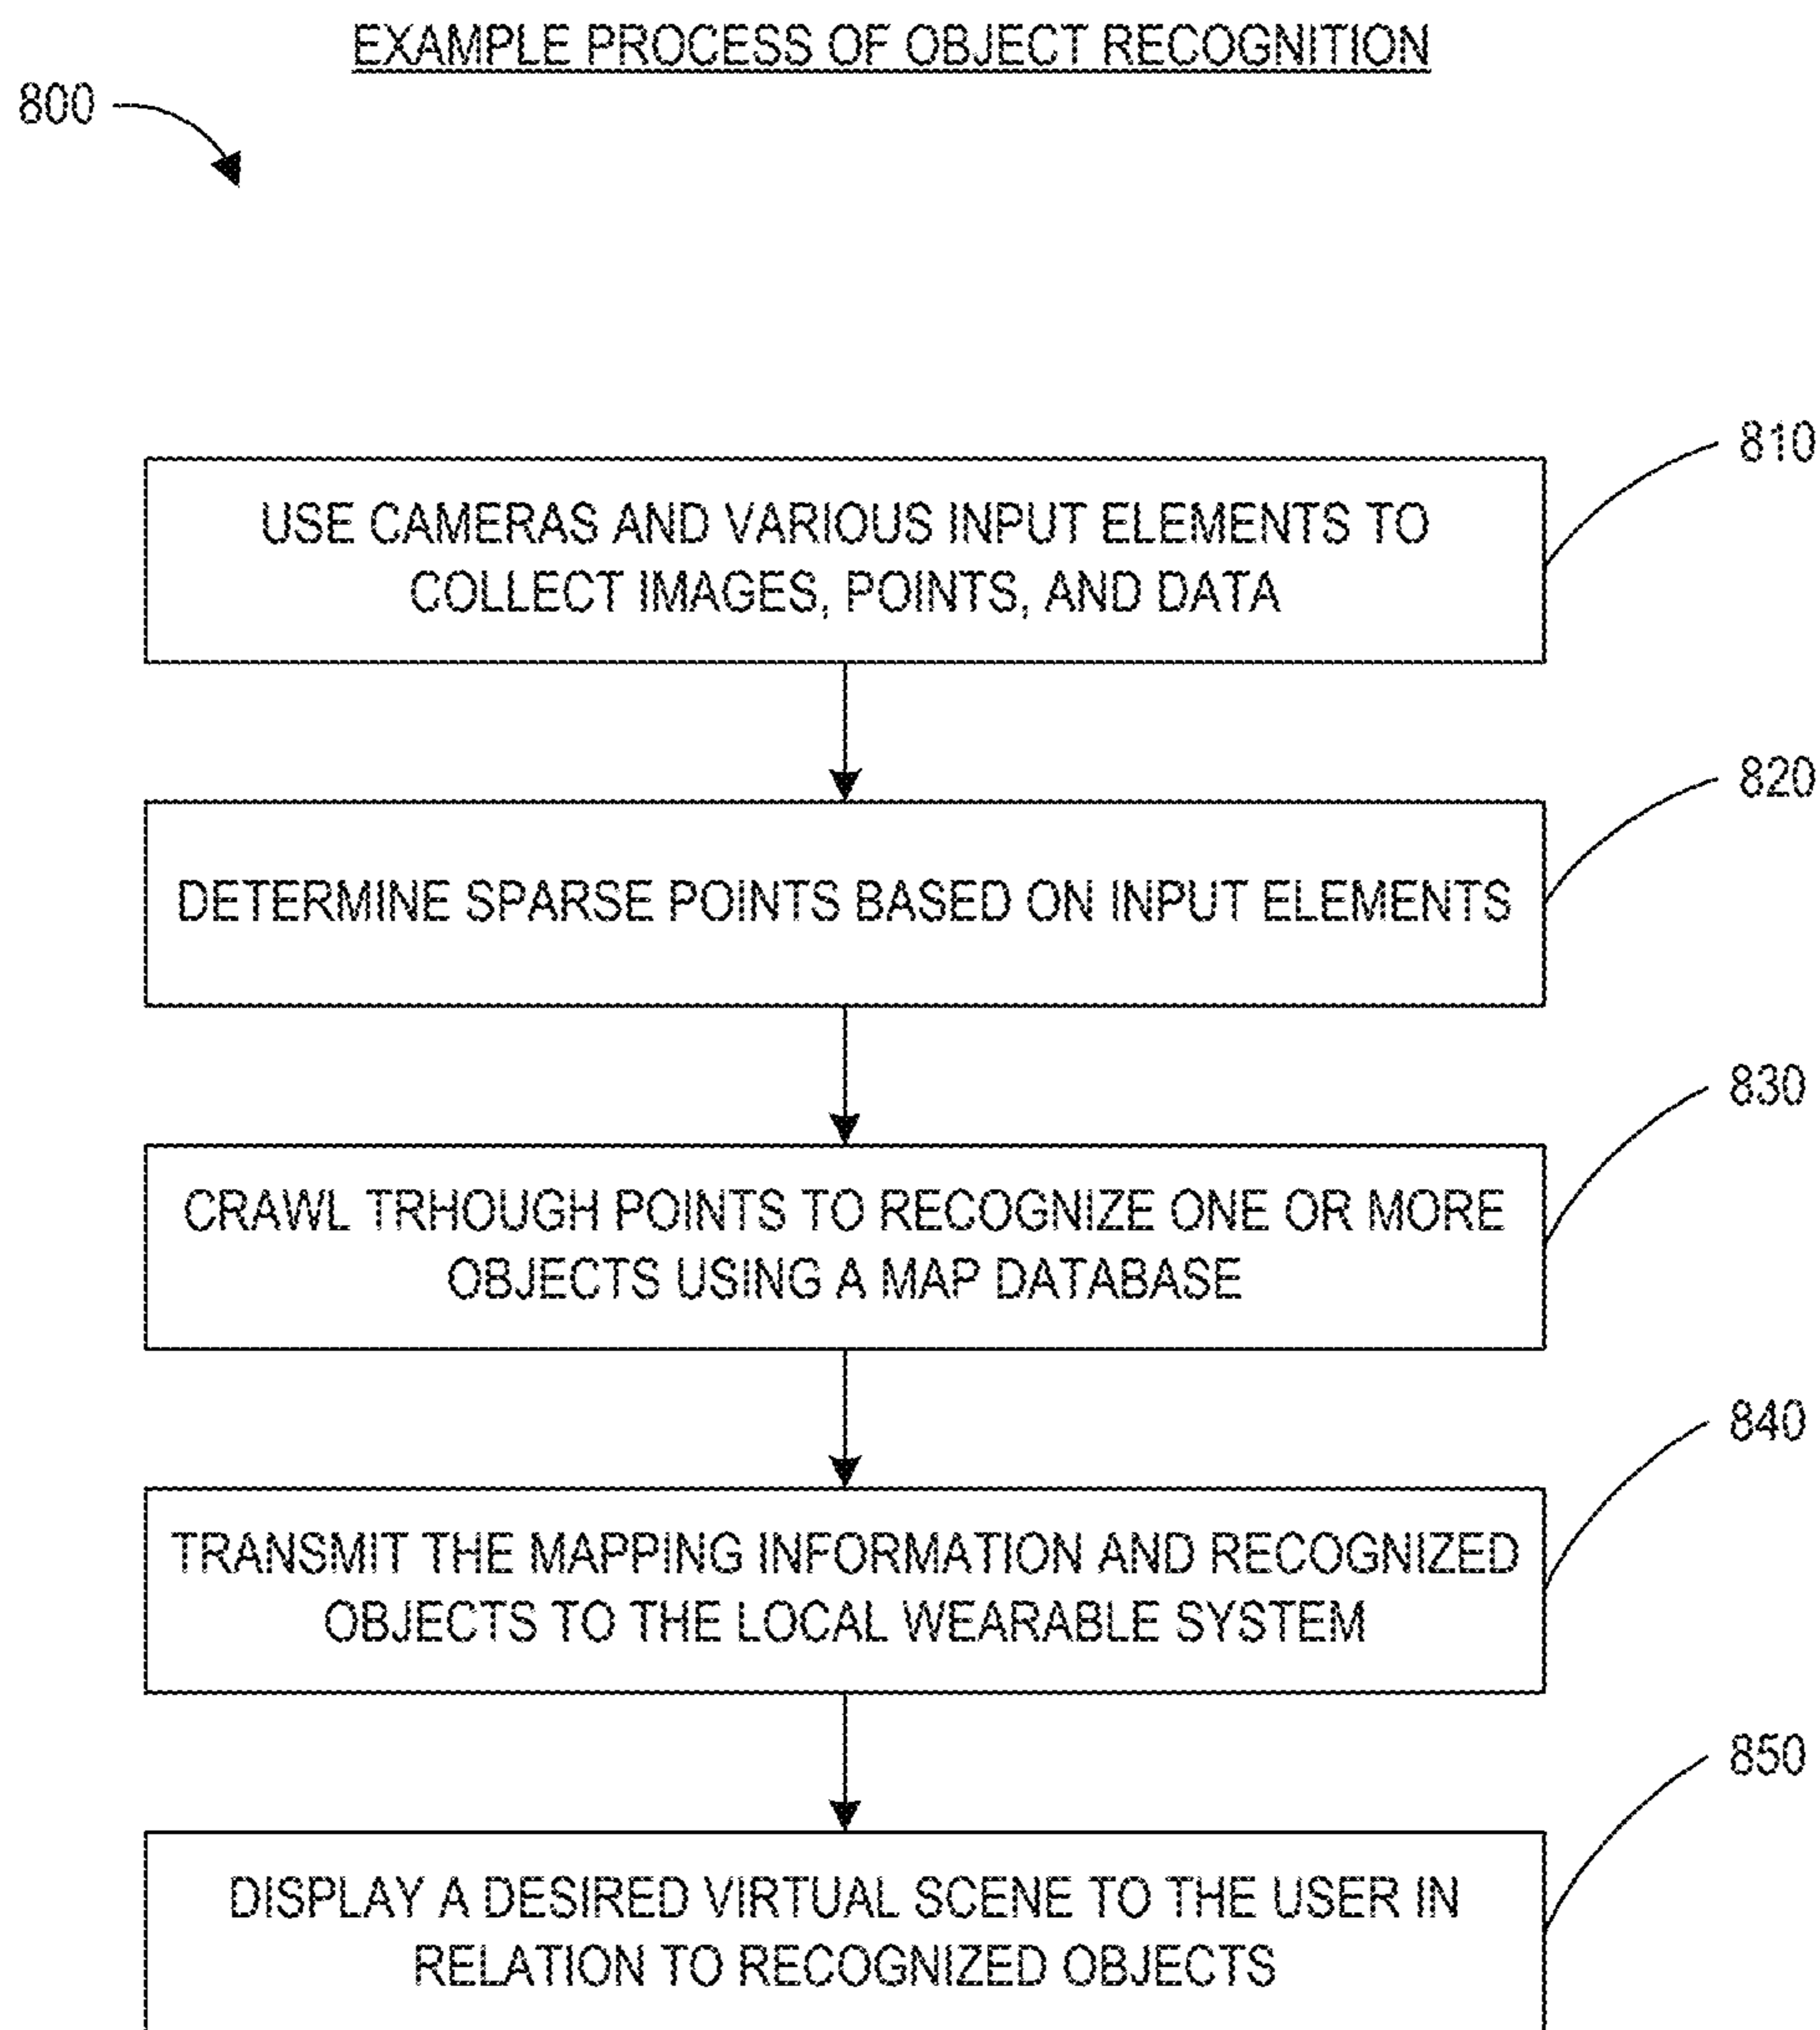 EXAMPLE PROCESS OF OBJECT RECOGNITION
800
810
USE CAMERAS AND VARIOUS INPUT ELEMENTS TO
COLLECT IMAGES, POINTS, AND DATA
820
DETERMINE SPARSE POINTS BASED ON INPUT ELEMENTS
830
CRAWL TRHOUGH POINTS TO RECOGNIZE ONE OR MORE
OBJECTS USING A MAP DATABASE
840
TRANSMIT THE MAPPING INFORMATION AND RECOGNIZED
OBJECTS TO THE LOCAL WEARABLE SYSTEM
850
DISPLAY A DESIRED VIRTUAL SCENE TO THE USER IN
RELATION TO RECOGNIZED OBJECTS